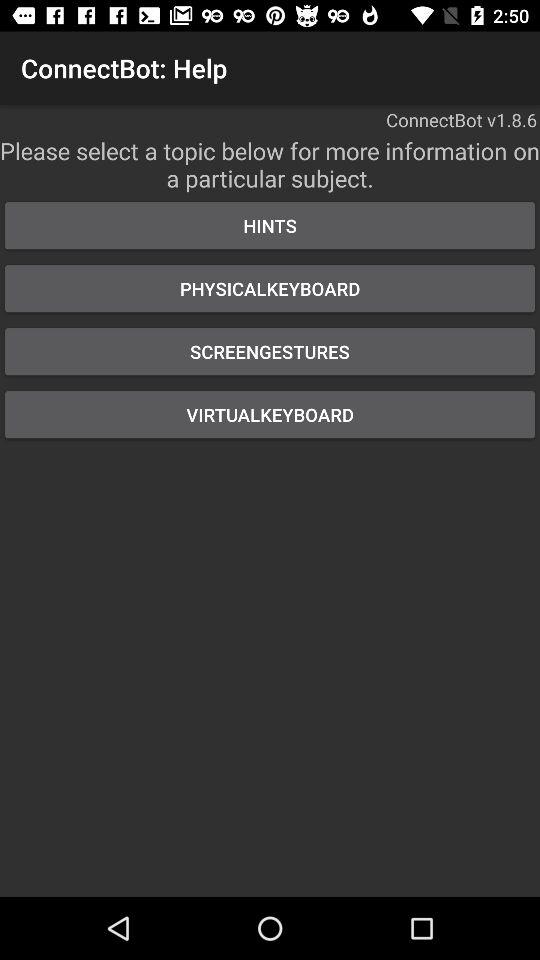 2:50
ConnectBot: Help
ConnectBot v1.8.6
Please select a topic below for more information on
a particular subject.
HINTS
PHYSICALKEYBOARD
SCREENGESTURES
VIRTUALKEYBOARD